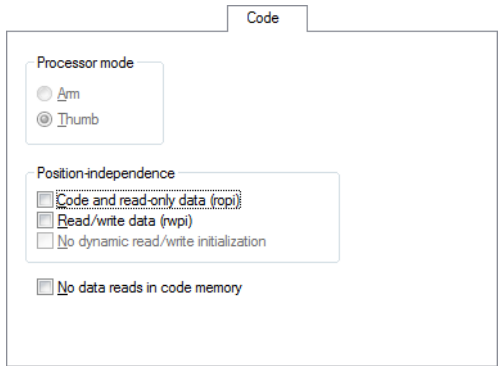 Code
Processor mode
Arm
Thumb
Position-independence
Code and read-only data (ropi)
Read/write data (rwpi)
No dynamic read/write initialization
No data reads in code memory